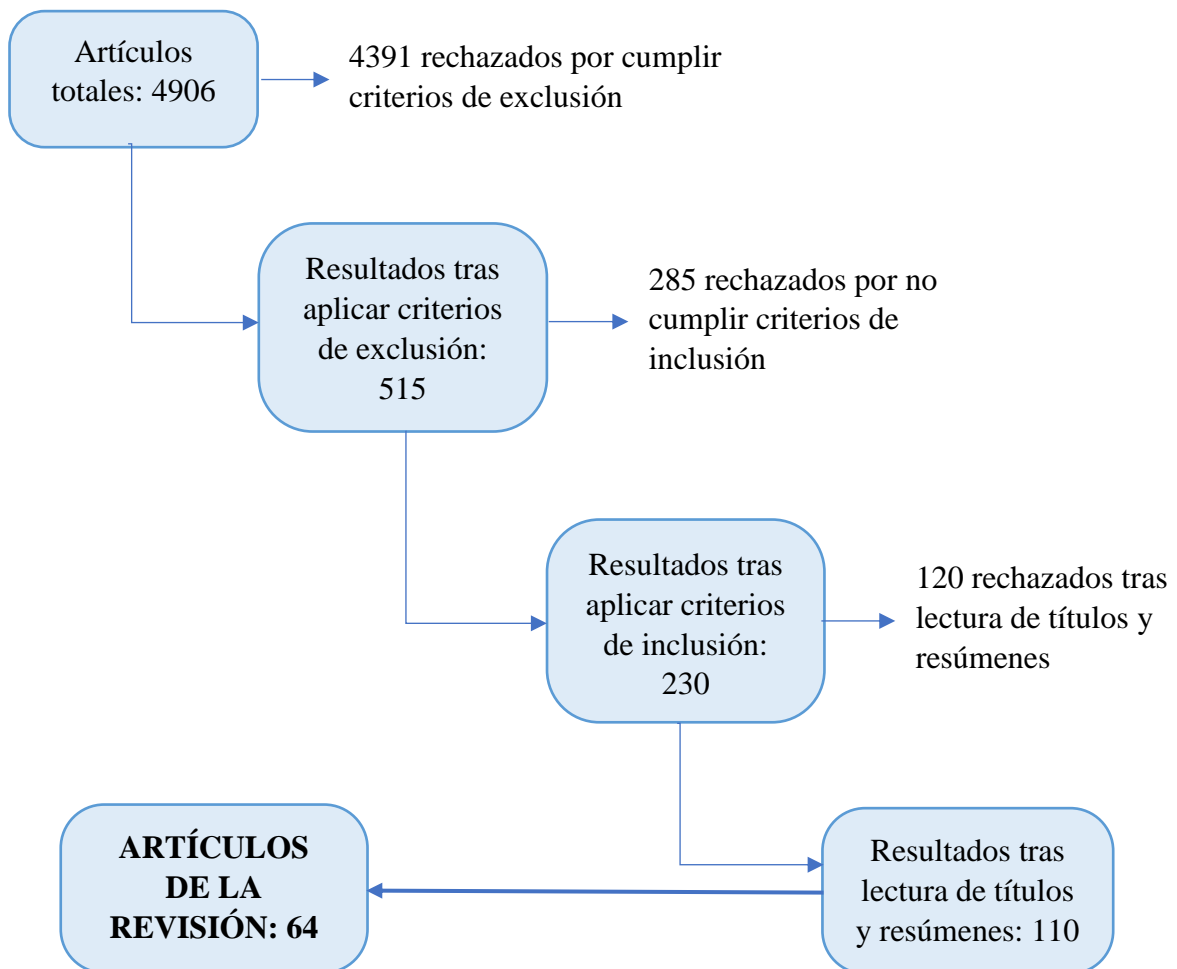 Artículos
totales: 4906
4391 rechazados por cumplir
criterios de exclusión
Resultados tras
aplicar criterios
de exclusión:
515
285 rechazados por no
cumplir criterios de
inclusión
Resultados tras
aplicar criterios
de inclusión:
230
120 rechazados tras
lectura de títulos y
resúmenes
Resultados tras
lectura de títulos
y resúmenes: 110
ARTÍCULOS
DE LA
REVISIÓN: 64